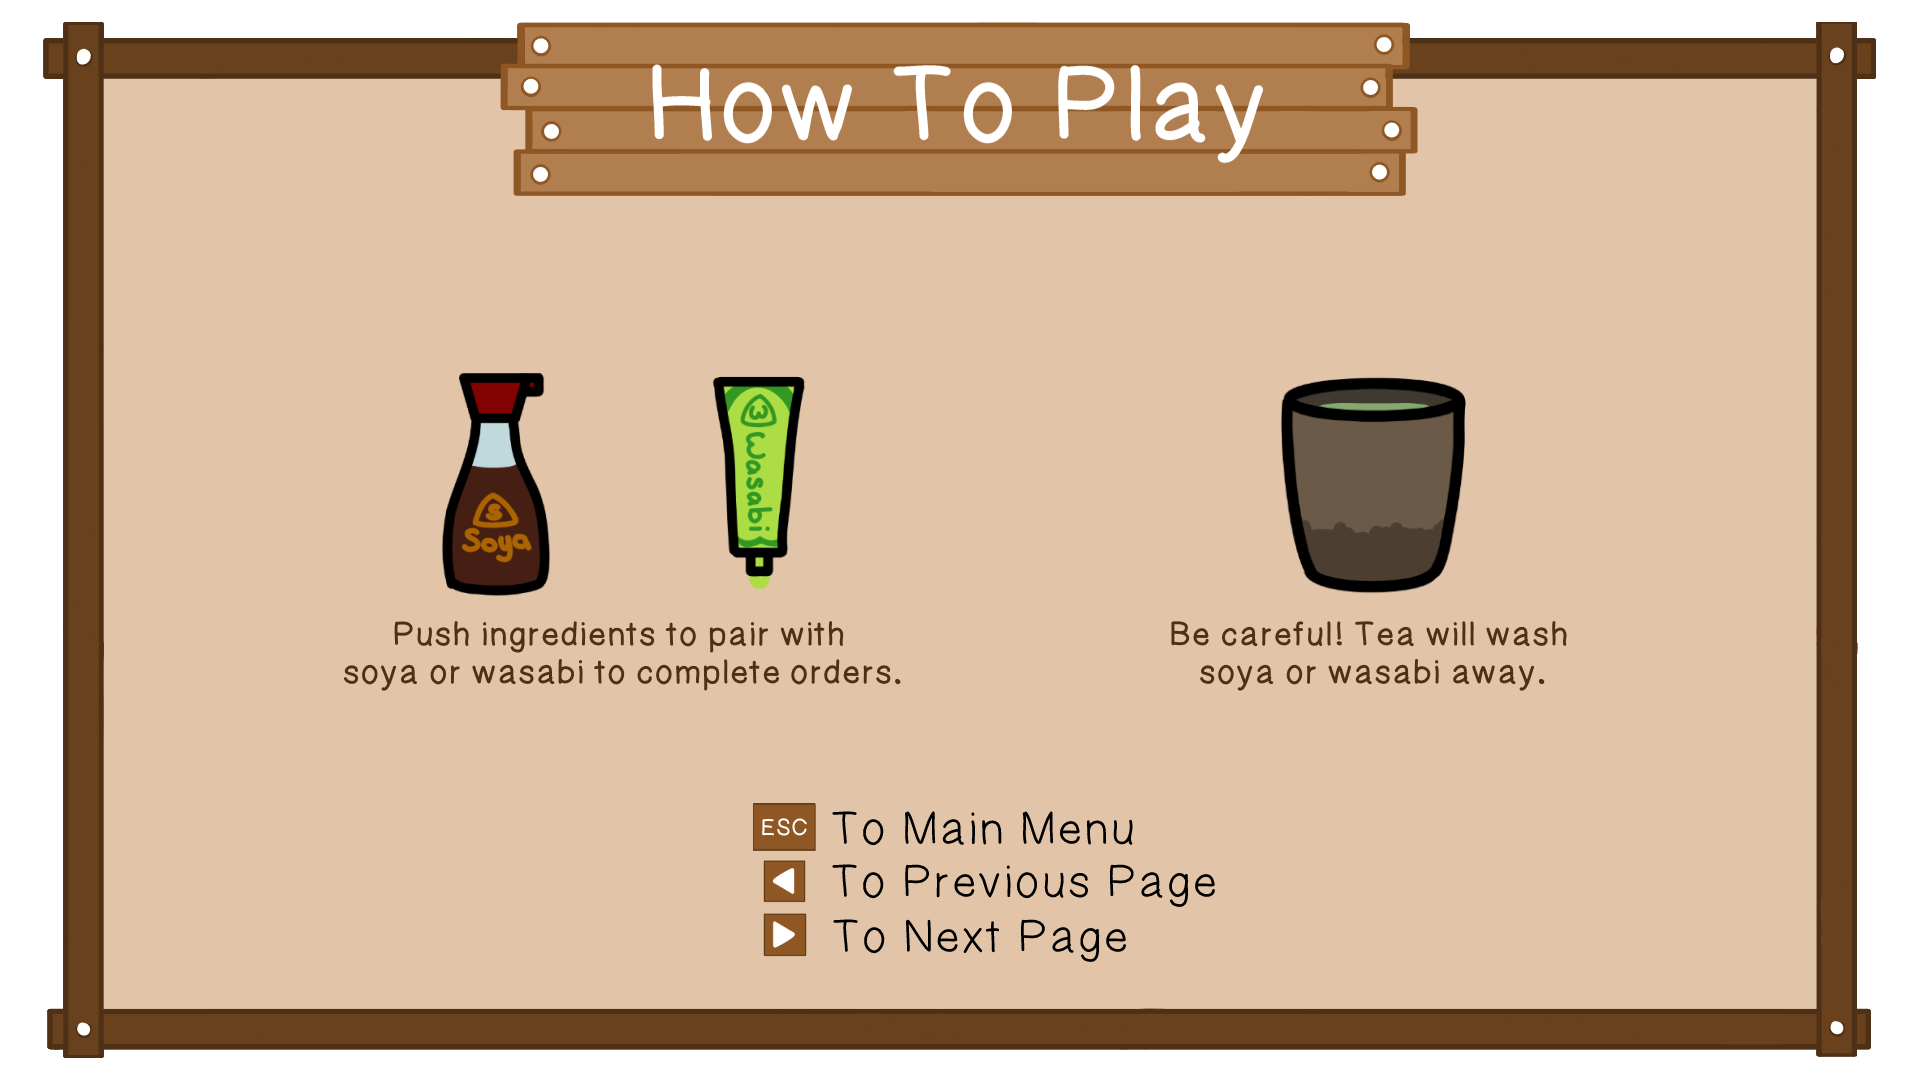 How To Play
S
Soya
W
Wasabi
Push ingredients to pair with
soya or wasabi to complete orders.
Be careful! Tea will wash
soya or wasabi away.
ESC To Main Menu
To Previous Page
To Next Page